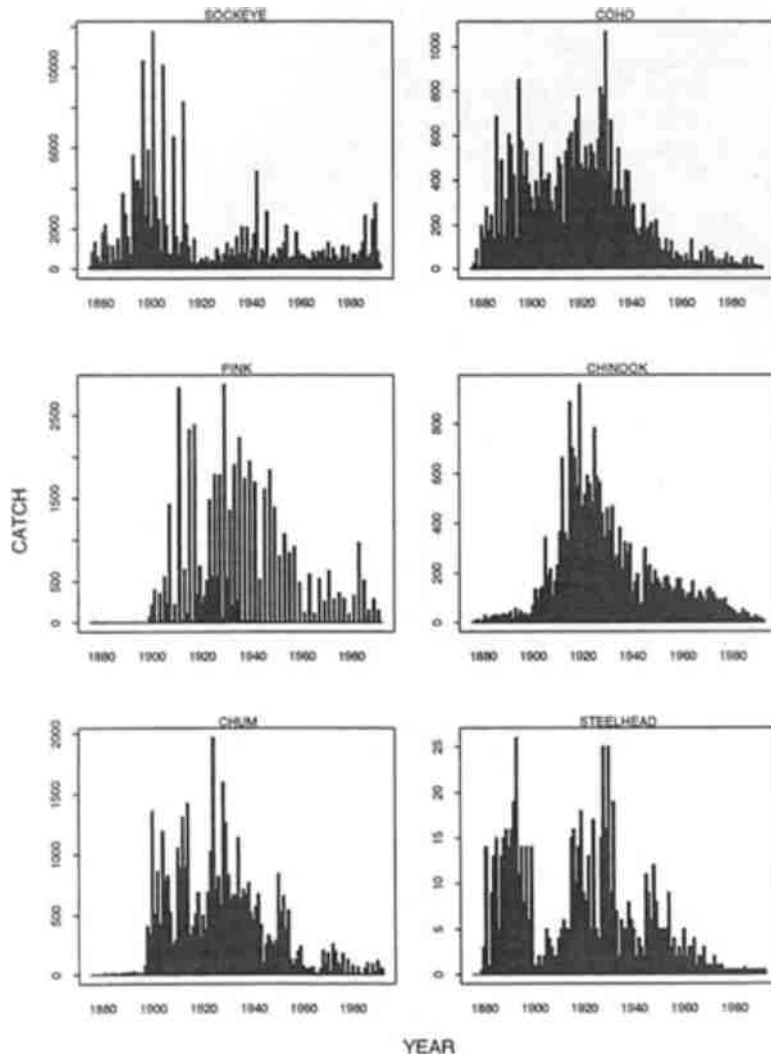 SOCKEYE
0 2000 6000 10000
1880 1900 1920 1940 1960 1980
COHO
0 200 400 600 800 1000
1880 1900 1920 1940 1960 1980
PINK
0 500 1500 2500
1880 1900 1920 1940 1960 1980
CHINOOK
0 200 400 600 800
1880 1900 1920 1940 1960 1980
CATCH
CHUM
0 500 1000 1500 2000
1880 1900 1920 1940 1960 1980
STEELHEAD
0 5 10 15 20 25
1880 1900 1920 1940 1960 1980
YEAR